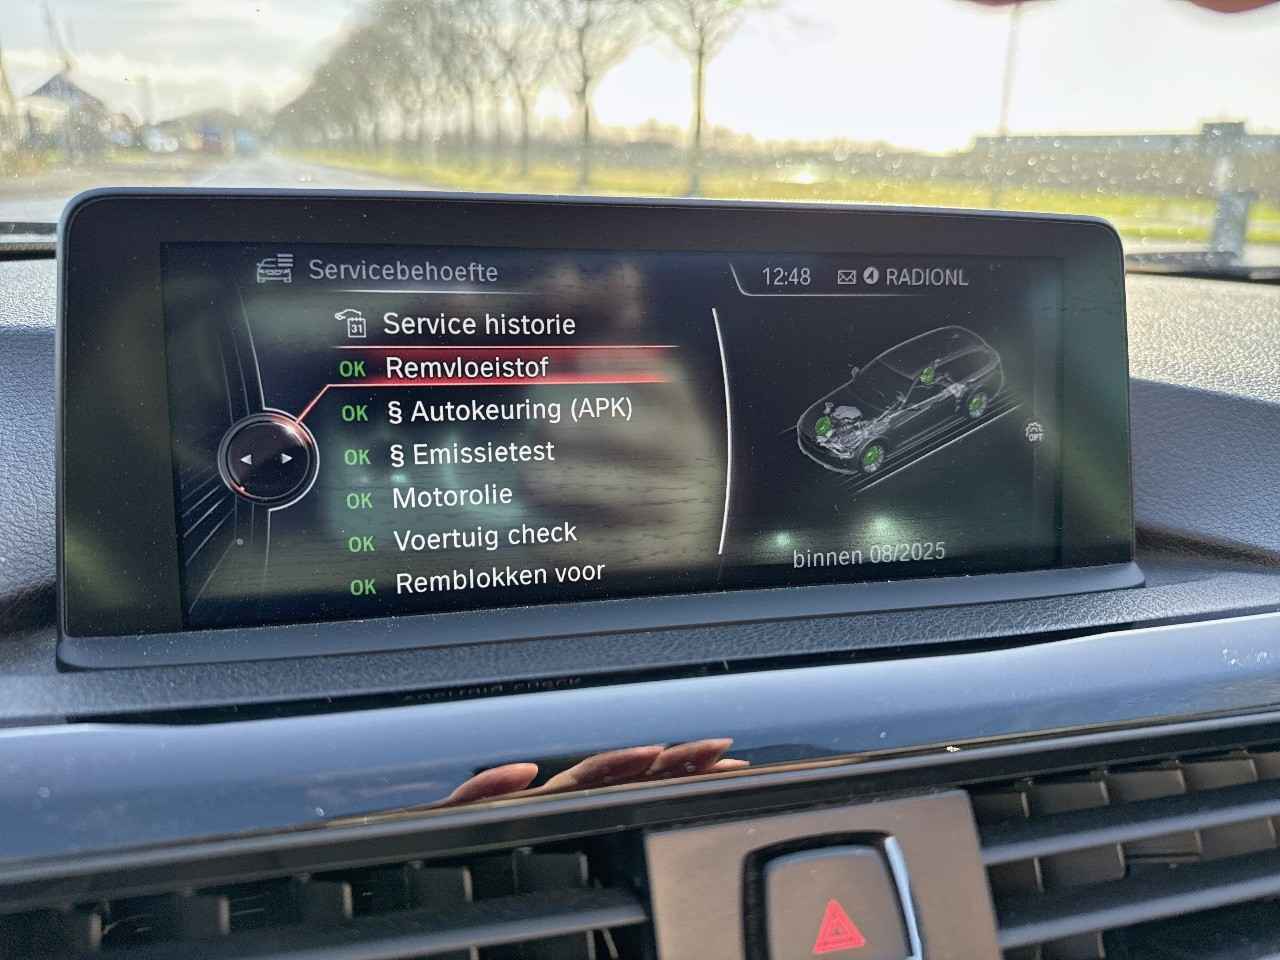 Servicebehoefte
12:48 RADIONL
31 Service historie
OK Remvloeistof
OK § Autokeuring (APK)
OK § Emissietest
OK Motorolie
OK Voertuig check
OK Remblokken voor
OPT
binnen 08/2025